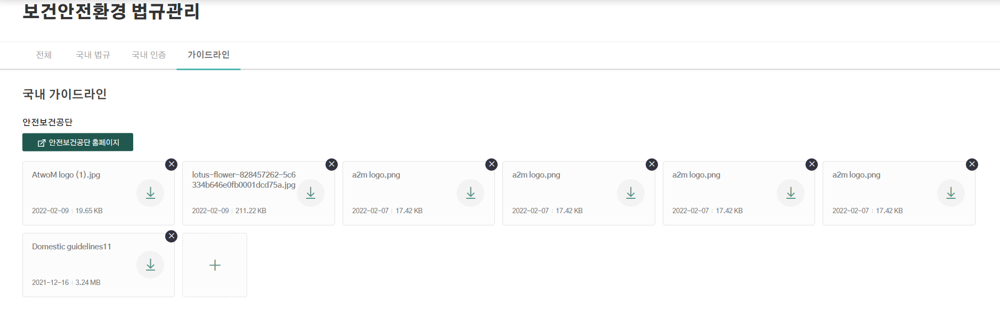 보건안전환경 법규관리
전체
국내 법규
국내 인증
가이드라인
국내 가이드라인
안전보건공단
안전보건공단 홈페이지
AtwoM logo (1).jpg
2022-02-09 | 19.65 KB
lotus-flower-828457262-5c6
334b646e0fb0001dcd75a.jpg
2022-02-09 | 211.22 KB
a2m logo.png
2022-02-07 | 17.42 KB
a2m logo.png
2022-02-07 | 17.42 KB
a2m logo.png
2022-02-07 | 17.42 KB
a2m logo.png
2022-02-07 | 17.42 KB
Domestic guidelines11
2021-12-16 | 3.24 MB